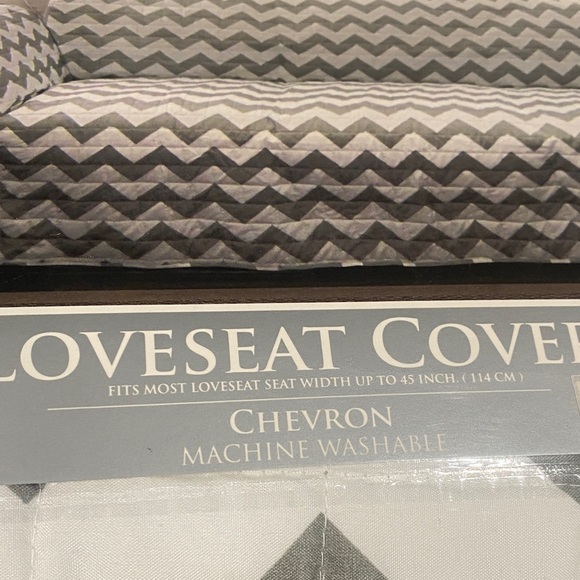 LOVESEAT COVER
FITS MOST LOVESEAT SEAT WIDTH UP TO 45 INCH. ( 114 CM )
CHEVRON
MACHINE WASHABLE